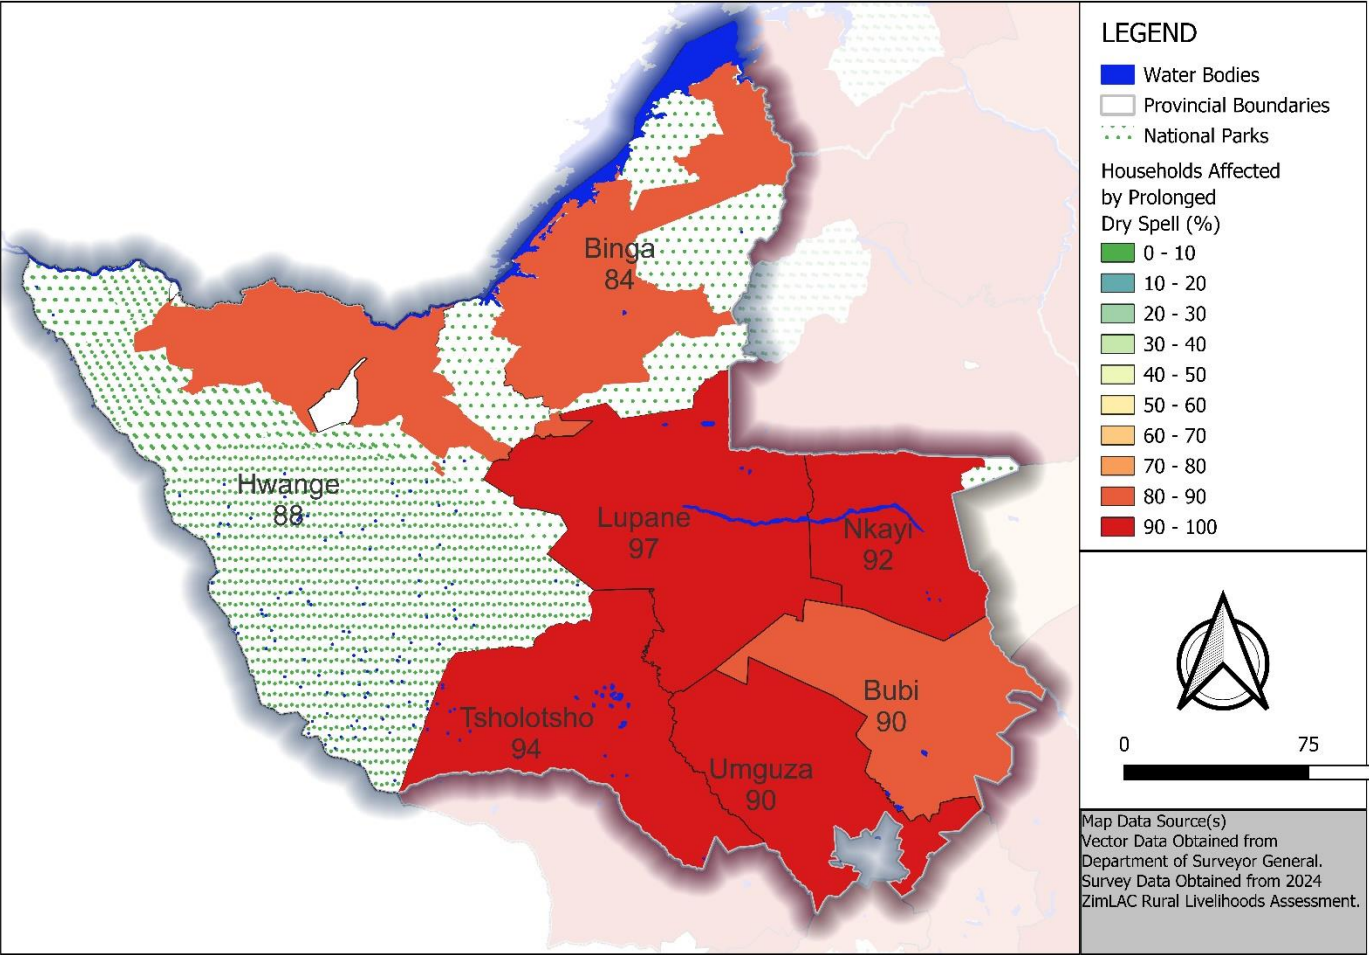 Binga
84
Hwange
88
Lupane
97
Nkayi
92
Tsholotsho
94
Bubi
90
Umguza
90
LEGEND
Water Bodies
Provincial Boundaries
National Parks
Households Affected
by Prolonged
Dry Spell (%)
0 - 10
10 - 20
20 - 30
30 - 40
40 - 50
50 - 60
60 - 70
70 - 80
80 - 90
90 - 100
0 75
Map Data Source(s)
Vector Data Obtained from
Department of Surveyor General.
Survey Data Obtained from 2024
ZimLAC Rural Livelihoods Assessment.